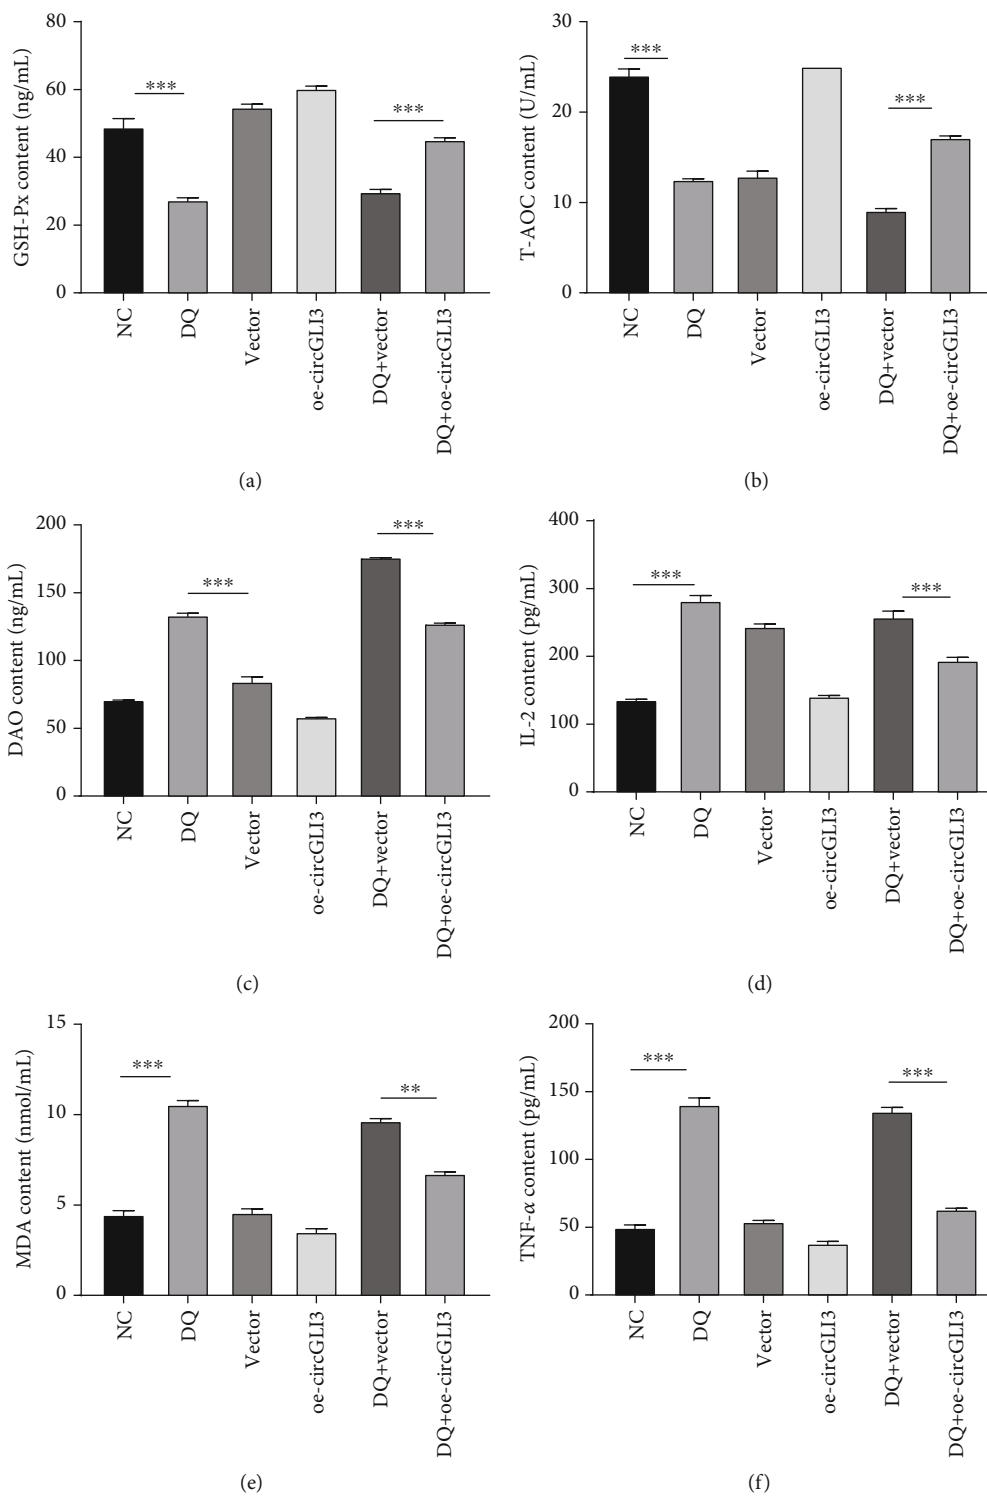 80
60
40
20
0
GSH-Px content (ng/mL)
***
***
NC
DQ
Vector
oe-circGLI3
DQ+vector
DQ+oe-circGLI3
(a)
30
20
10
0
T-AOC content (U/mL)
***
***
NC
DQ
Vector
oe-circGLI3
DQ+vector
DQ+oe-circGLI3
(b)
200
150
100
50
0
DAO content (ng/mL)
***
***
NC
DQ
Vector
oe-circGLI3
DQ+vector
DQ+oe-circGLI3
(c)
400
300
200
100
0
IL-2 content (pg/mL)
***
***
NC
DQ
Vector
oe-circGLI3
DQ+vector
DQ+oe-circGLI3
(d)
15
10
5
0
MDA content (nmol/mL)
***
**
NC
DQ
Vector
oe-circGLI3
DQ+vector
DQ+oe-circGLI3
(e)
200
150
100
50
0
TNF-α content (pg/mL)
***
***
NC
DQ
Vector
oe-circGLI3
DQ+vector
DQ+oe-circGLI3
(f)